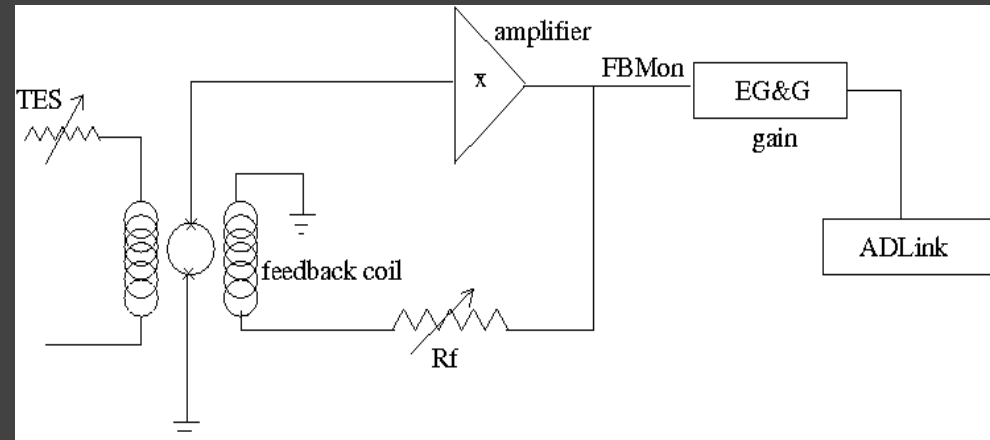 amplifier
x
FBMon
EG&G
gain
TES
ADLink
feedback coil
Rf